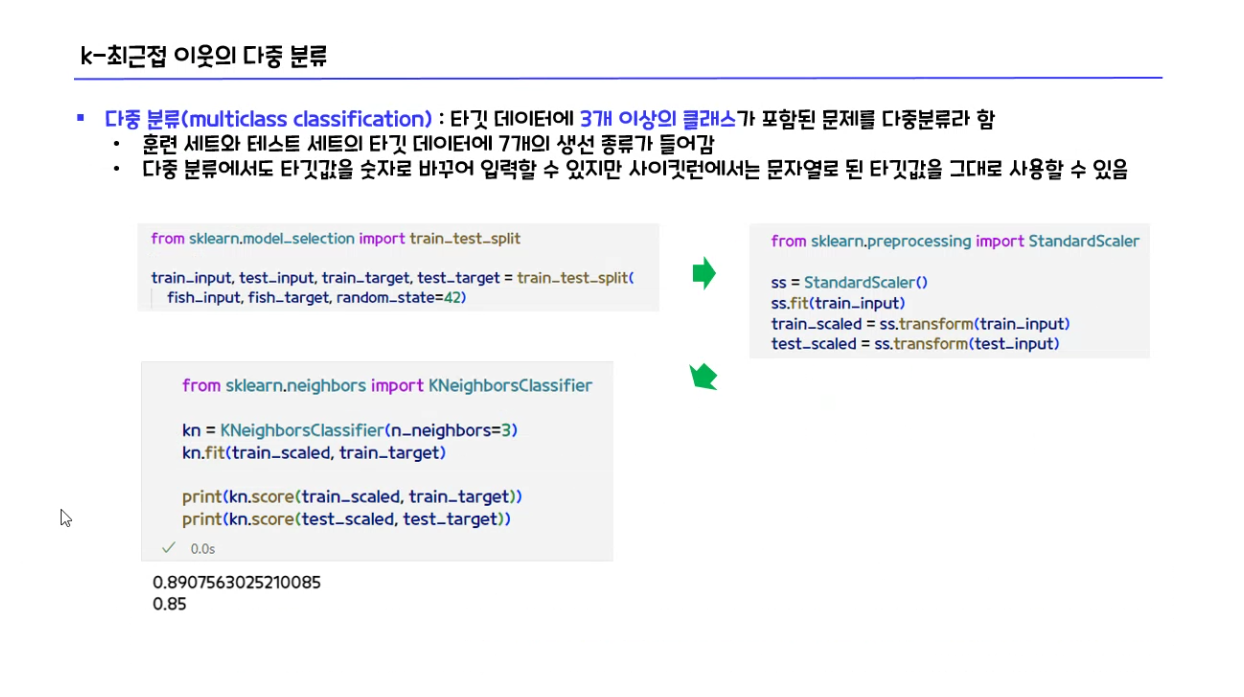 k-최근접 이웃의 다중 분류
▪ 다중 분류(multiclass classification) : 타깃 데이터에 3개 이상의 클래스가 포함된 문제를 다중분류라 함
• 훈련 세트와 테스트 세트의 타깃 데이터에 7개의 생선 종류가 들어감
• 다중 분류에서도 타깃값을 숫자로 바꾸어 입력할 수 있지만 사이킷런에서는 문자열로 된 타깃값을 그대로 사용할 수 있음
from sklearn.model_selection import train_test_split
train_input, test_input, train_target, test_target = train_test_split(
fish_input, fish_target, random_state=42)
from sklearn.preprocessing import StandardScaler
ss = StandardScaler()
ss.fit(train_input)
train_scaled = ss.transform(train_input)
test_scaled = ss.transform(test_input)
from sklearn.neighbors import KNeighborsClassifier
kn = KNeighborsClassifier(n_neighbors=3)
kn.fit(train_scaled, train_target)
print(kn.score(train_scaled, train_target))
print(kn.score(test_scaled, test_target))
✓ 0.0s
0.8907563025210085
0.85